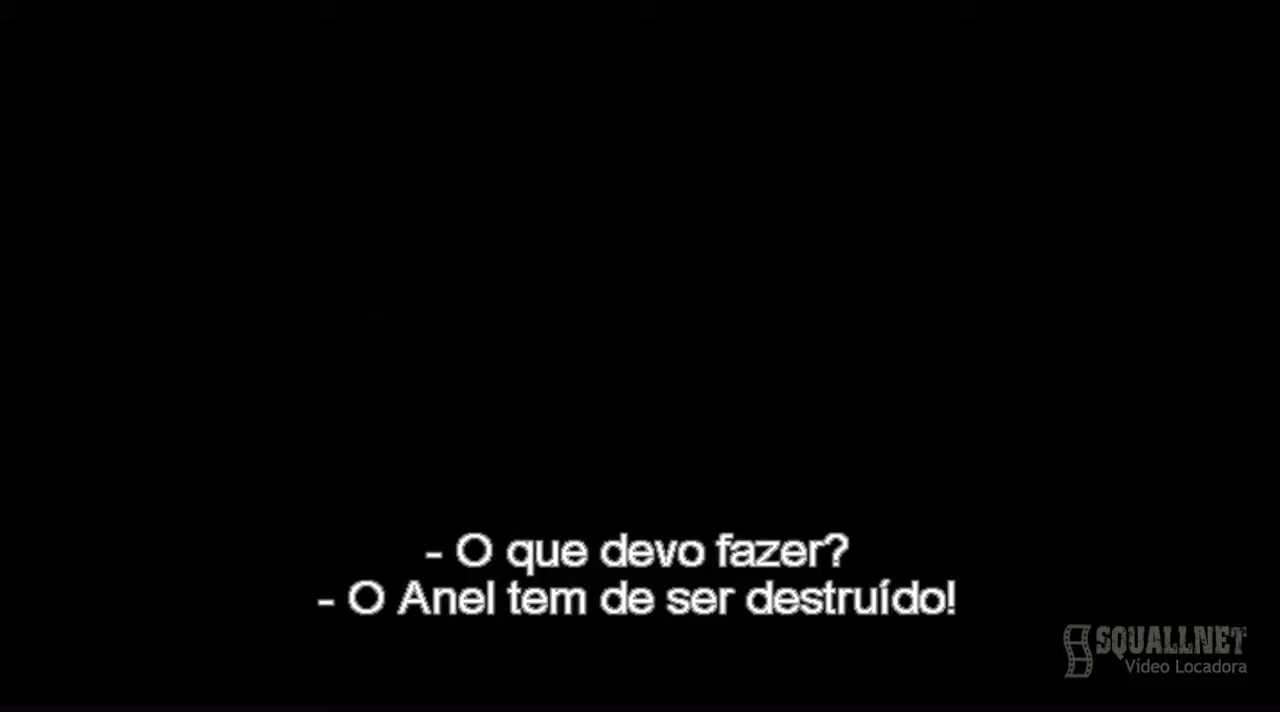 - O que devo fazer?
- O Anel tem de ser destruído!
SQUALLNET
Vídeo Locadora